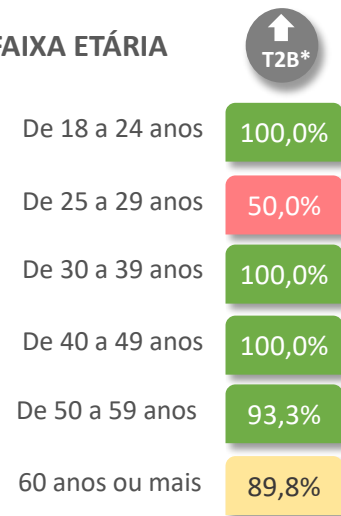 FAIXA ETÁRIA
T2B*
De 18 a 24 anos 100,0%
De 25 a 29 anos 50,0%
De 30 a 39 anos 100,0%
De 40 a 49 anos 100,0%
De 50 a 59 anos 93,3%
60 anos ou mais 89,8%